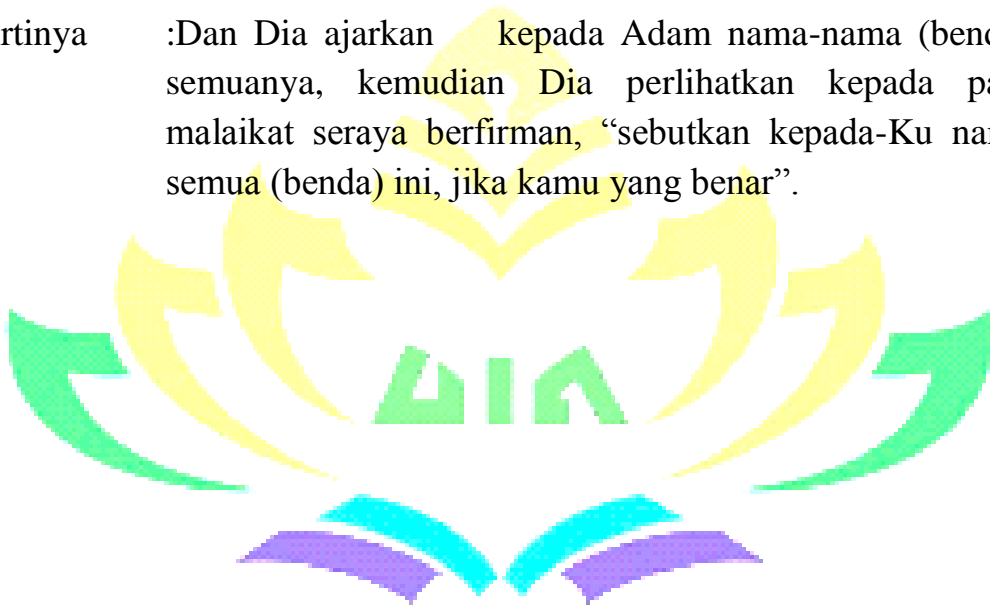 rtinya :Dan Dia ajarkan kepada Adam nama-nama (bend
semuanya, kemudian Dia perlihatkan kepada pa
malaikat seraya berfirman, “sebutkan kepada-Ku na
semua (benda) ini, jika kamu yang benar”.